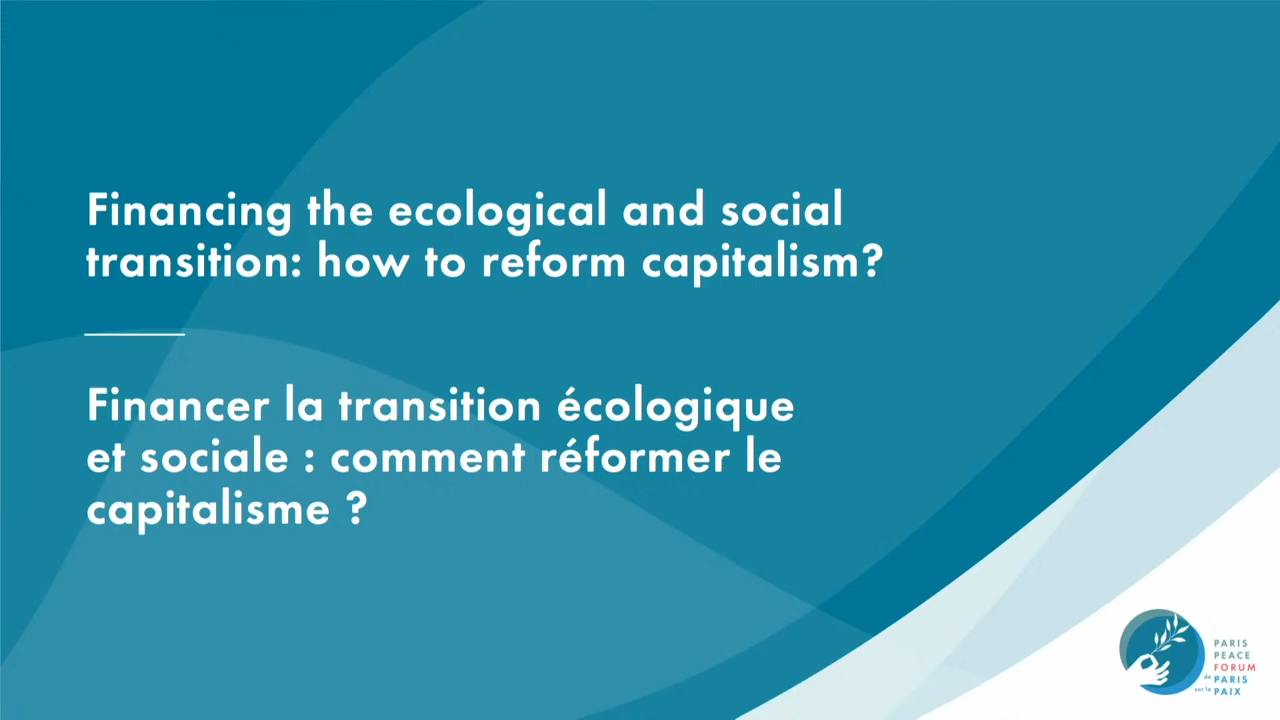 Financing the ecological and social
transition: how to reform capitalism?
Financer la transition écologique
et sociale : comment réformer le
capitalisme ?
PARIS
PEACE
FORUM
de PARIS
sur la PAIX